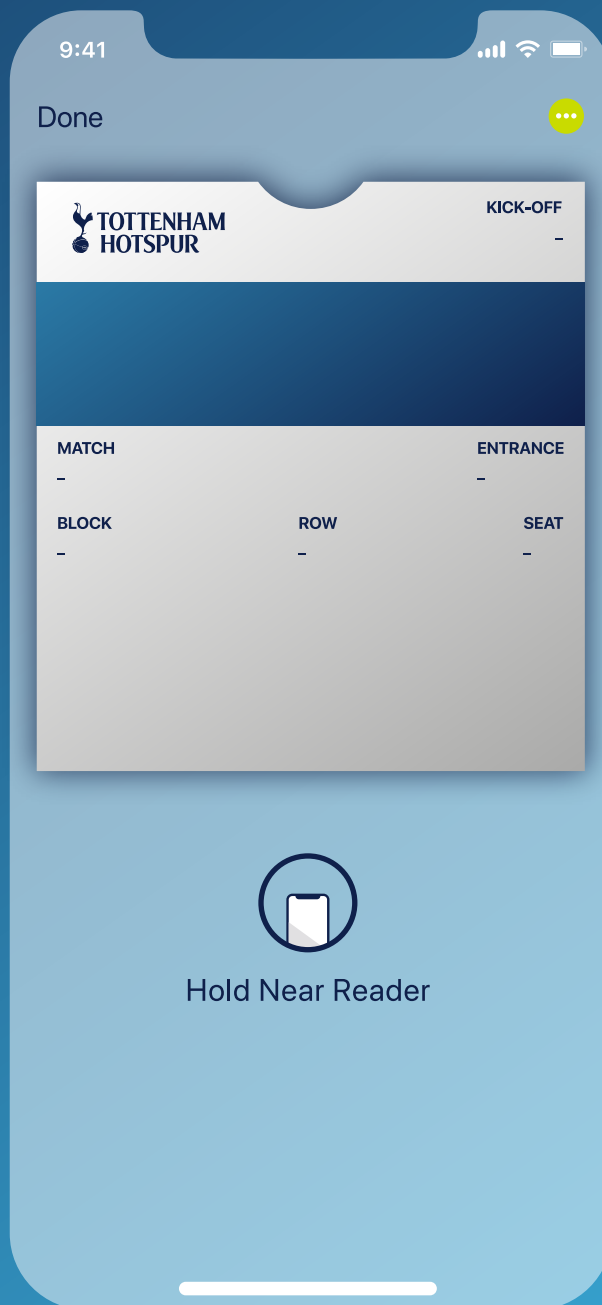 9:41
Done
TOTTENHAM
HOTSPUR
KICK-OFF
–
MATCH
ENTRANCE
–
–
BLOCK
ROW
SEAT
–
–
–
Hold Near Reader